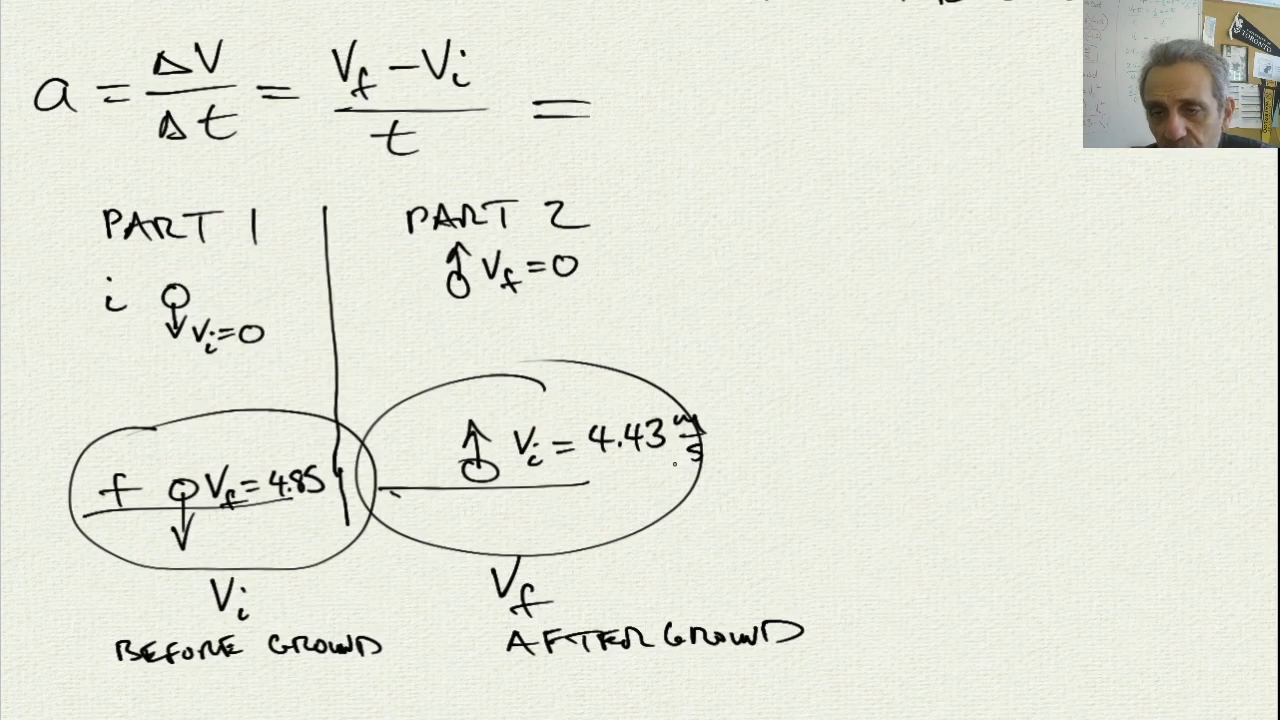 a = ΔV/Δt = (Vf - Vi)/t =
PART 1
PART 2
Vf = 0
i Vi = 0
Vi = 4.43 m/s
f Vf = 4.85
Vi
Vf
BEFORE GROUND
AFTER GROUND
TORONTO